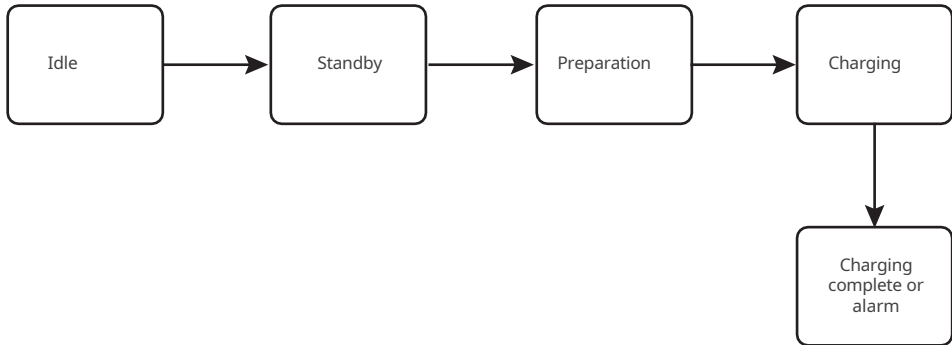 Idle
Standby
Preparation
Charging
Charging
complete or
alarm